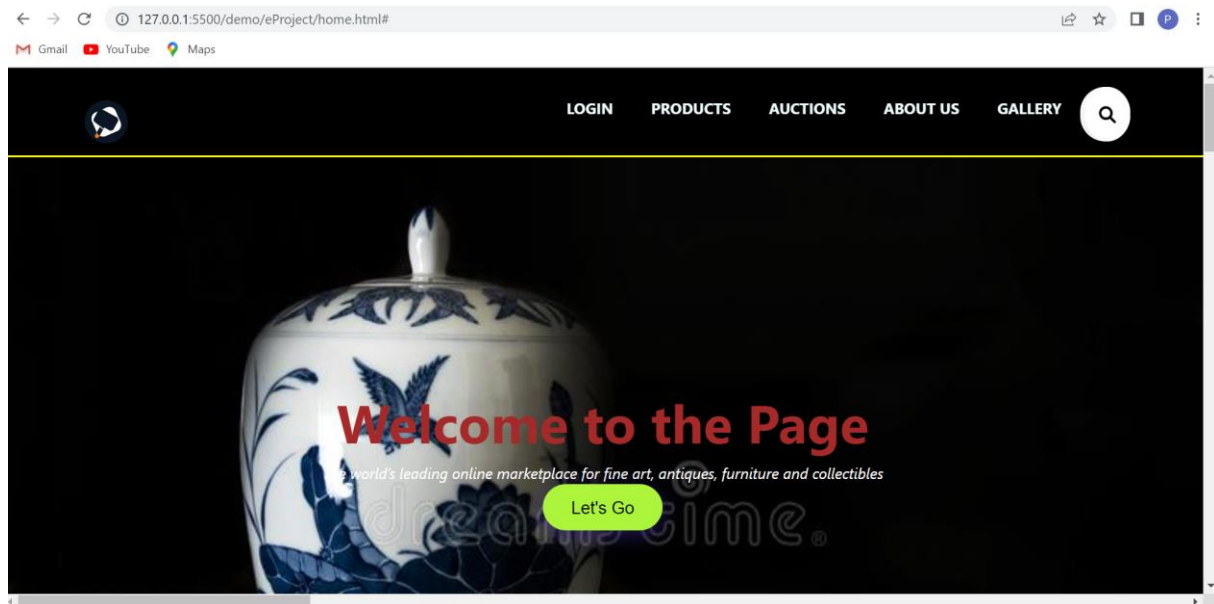 127.0.0.1:5500/demo/eProject/home.html#
P
Gmail YouTube Maps
LOGIN PRODUCTS AUCTIONS ABOUT US GALLERY
Welcome to the Page
world's leading online marketplace for fine art, antiques, furniture and collectibles
Let's Go
dreamstime.®